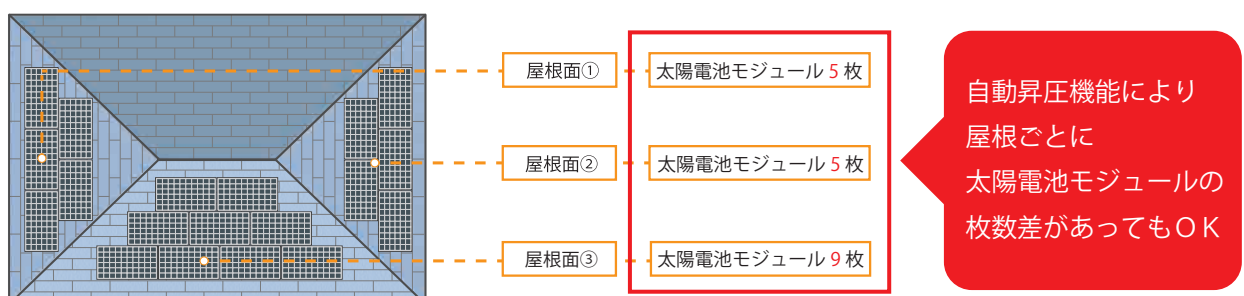 屋根面①
太陽電池モジュール 5 枚
屋根面②
太陽電池モジュール 5 枚
屋根面③
太陽電池モジュール 9 枚
自動昇圧機能により
屋根ごとに
太陽電池モジュールの
枚数差があってもＯＫ